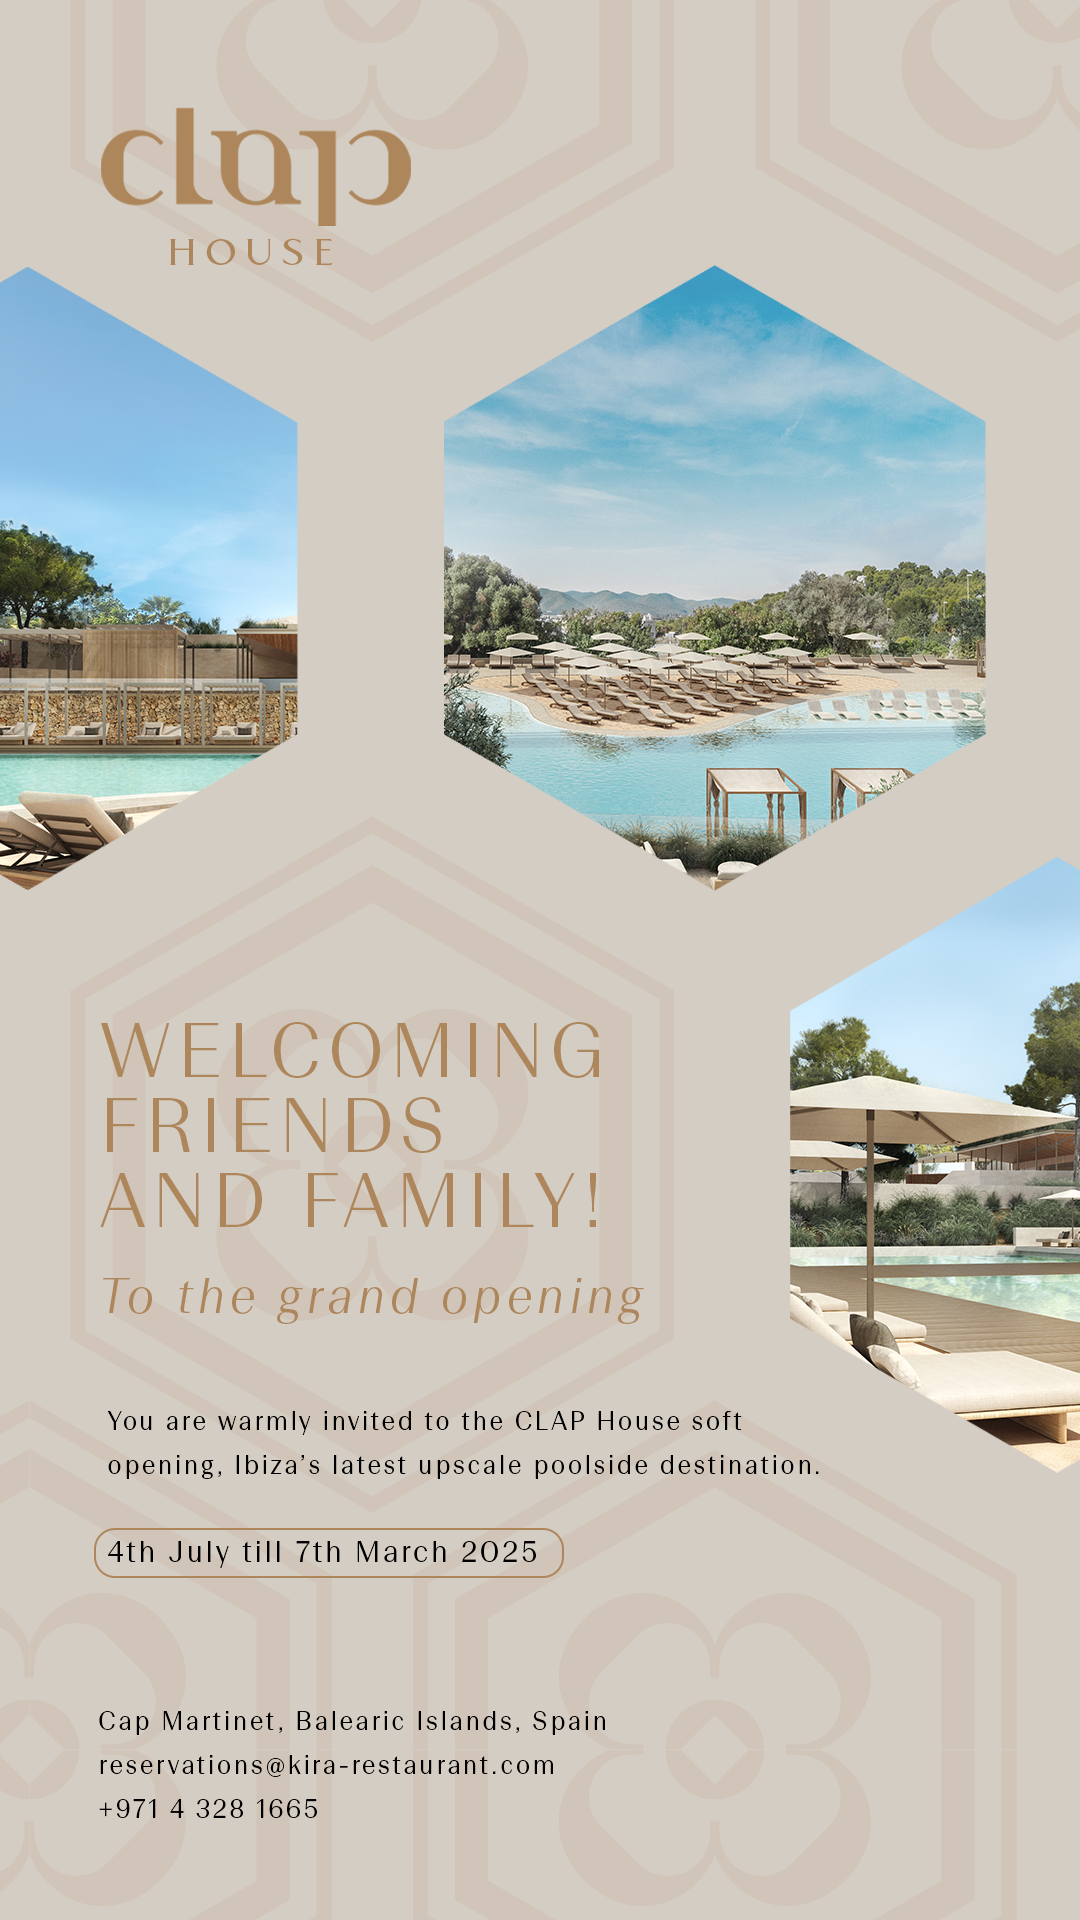 clap
HOUSE
WELCOMING
FRIENDS
AND FAMILY!
To the grand opening
You are warmly invited to the CLAP House soft
opening, Ibiza’s latest upscale poolside destination.
4th July till 7th March 2025
Cap Martinet, Balearic Islands, Spain
reservations@kira-restaurant.com
+971 4 328 1665